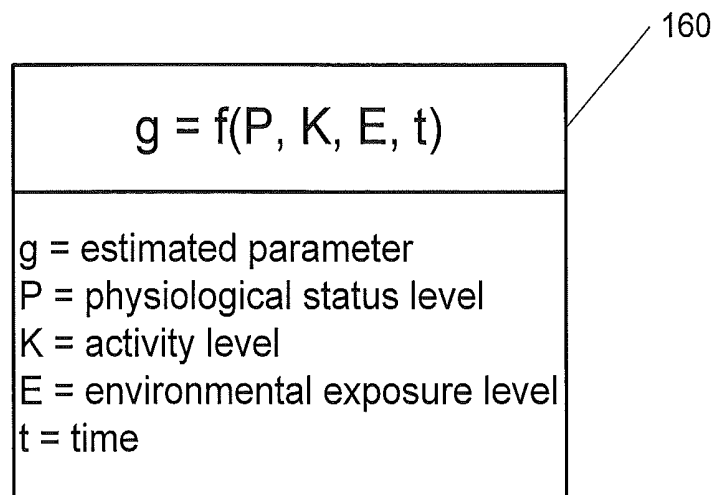 160
g = f(P, K, E, t)
g = estimated parameter
P = physiological status level
K = activity level
E = environmental exposure level
t = time